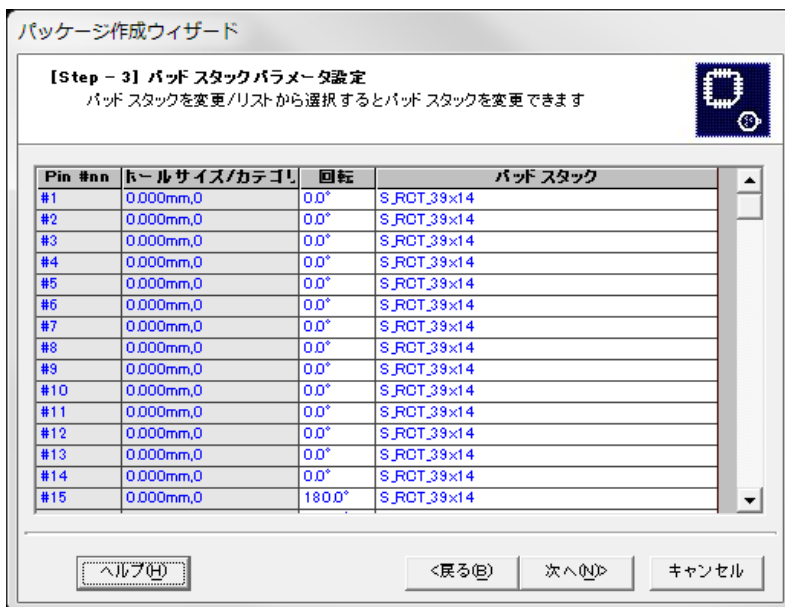 パッケージ作成ウィザード
[Step - 3] パッド スタックパラメータ設定
パッド スタックを変更/リストから選択するとパッド スタックを変更できます
Pin #nn ドールサイズ/カテゴリ 回転 パッド スタック
#1 0.000mm,0 0.0° S_RCT_39x14
#2 0.000mm,0 0.0° S_RCT_39x14
#3 0.000mm,0 0.0° S_RCT_39x14
#4 0.000mm,0 0.0° S_RCT_39x14
#5 0.000mm,0 0.0° S_RCT_39x14
#6 0.000mm,0 0.0° S_RCT_39x14
#7 0.000mm,0 0.0° S_RCT_39x14
#8 0.000mm,0 0.0° S_RCT_39x14
#9 0.000mm,0 0.0° S_RCT_39x14
#10 0.000mm,0 0.0° S_RCT_39x14
#11 0.000mm,0 0.0° S_RCT_39x14
#12 0.000mm,0 0.0° S_RCT_39x14
#13 0.000mm,0 0.0° S_RCT_39x14
#14 0.000mm,0 0.0° S_RCT_39x14
#15 0.000mm,0 180.0° S_RCT_39x14
ヘルプ(H) <戻る(B) 次へ(N)> キャンセル